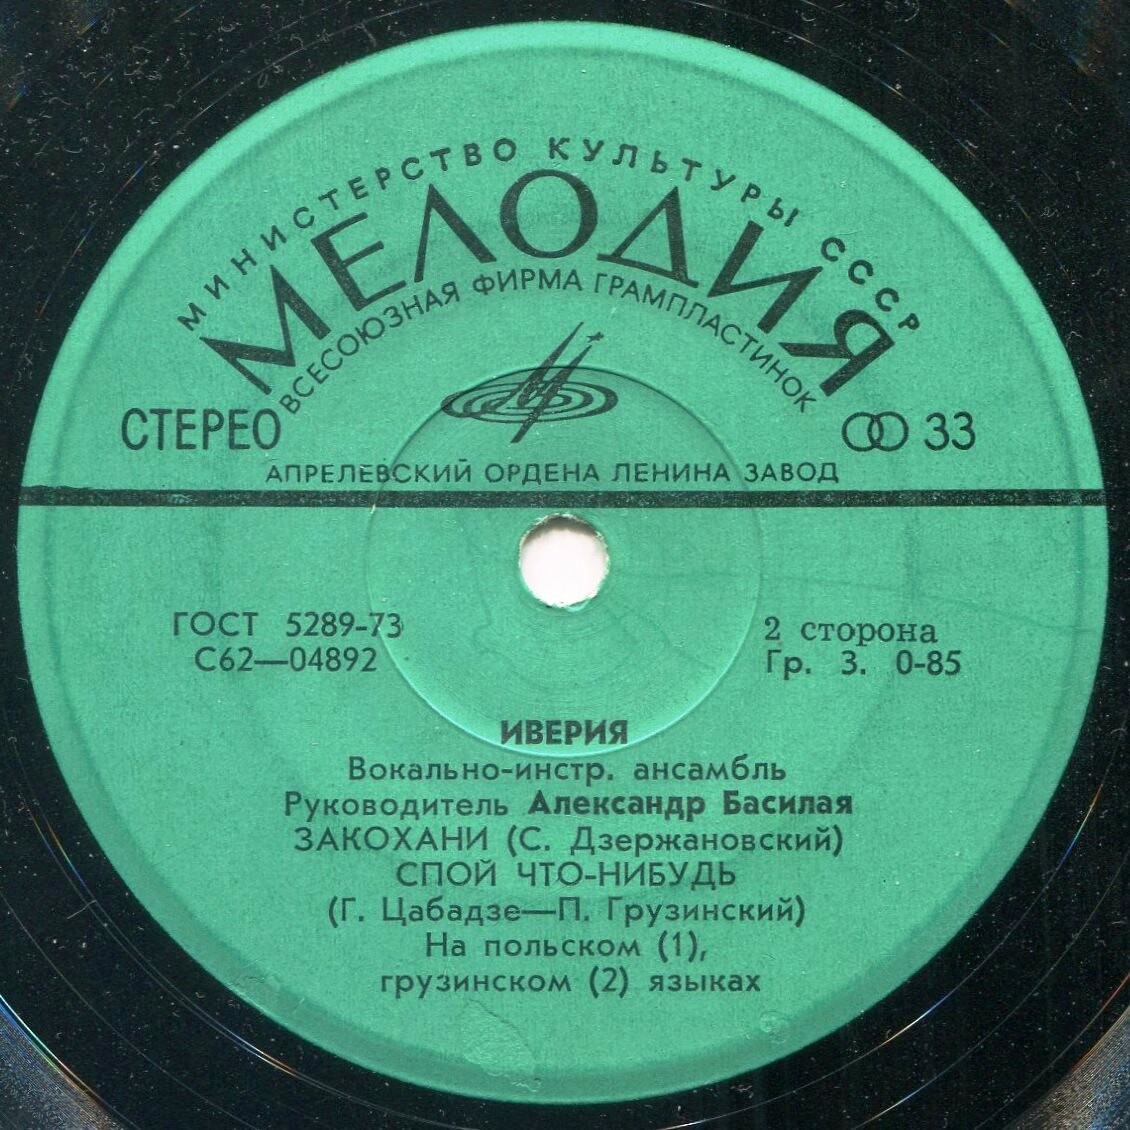 МИНИСТЕРСТВО КУЛЬТУРЫ СССР
МЕЛОДИЯ
ВСЕСОЮЗНАЯ ФИРМА ГРАМПЛАСТИНОК
СТЕРЕО
33
АПРЕЛЕВСКИЙ ОРДЕНА ЛЕНИНА ЗАВОД
ГОСТ 5289-73
С62—04892
2 сторона
Гр. 3. 0-85
ИВЕРИЯ
Вокально-инстр. ансамбль
Руководитель Александр Басилая
ЗАКОХАНИ (С. Дзержановский)
СПОЙ ЧТО-НИБУДЬ
(Г. Цабадзе—П. Грузинский)
На польском (1),
грузинском (2) языках